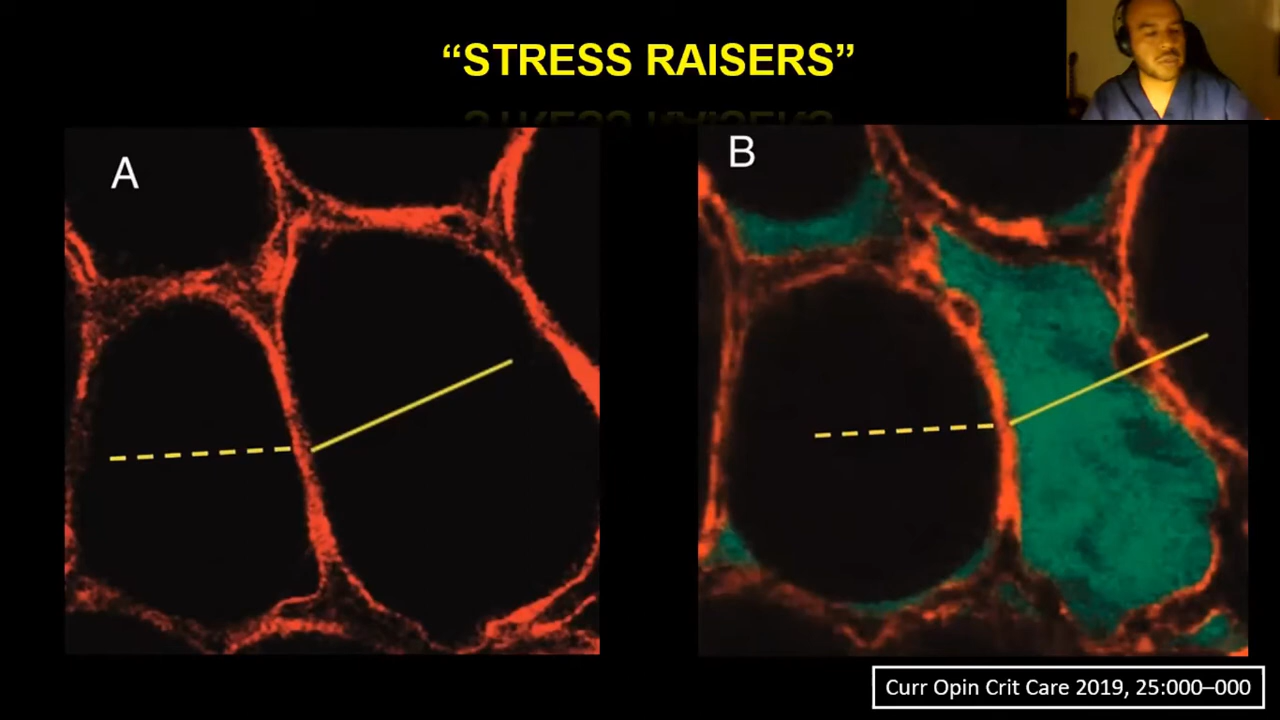 “STRESS RAISERS”
A
B
Curr Opin Crit Care 2019, 25:000–000